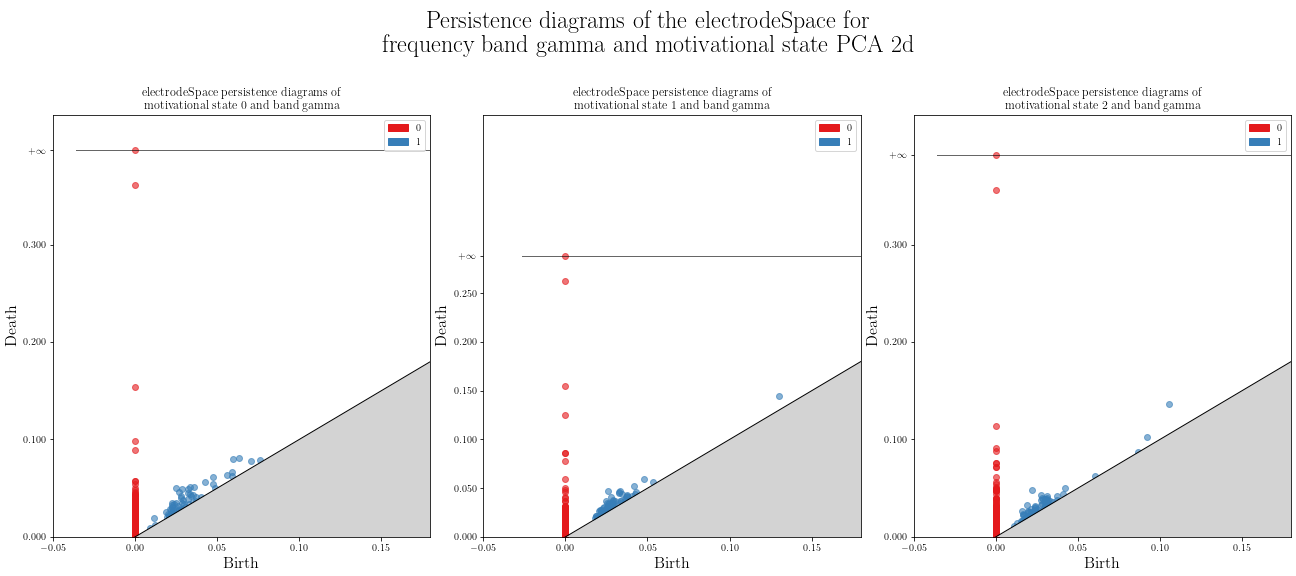 Persistence diagrams of the electrodeSpace for
frequency band gamma and motivational state PCA 2d
electrodeSpace persistence diagrams of
motivational state 0 and band gamma
0
1
+∞
0.300
0.200
0.100
0.000
Death
−0.05 0.00 0.05 0.10 0.15
Birth
electrodeSpace persistence diagrams of
motivational state 1 and band gamma
0
1
+∞
0.250
0.200
0.150
0.100
0.050
0.000
Death
−0.05 0.00 0.05 0.10 0.15
Birth
electrodeSpace persistence diagrams of
motivational state 2 and band gamma
0
1
+∞
0.300
0.200
0.100
0.000
Death
−0.05 0.00 0.05 0.10 0.15
Birth